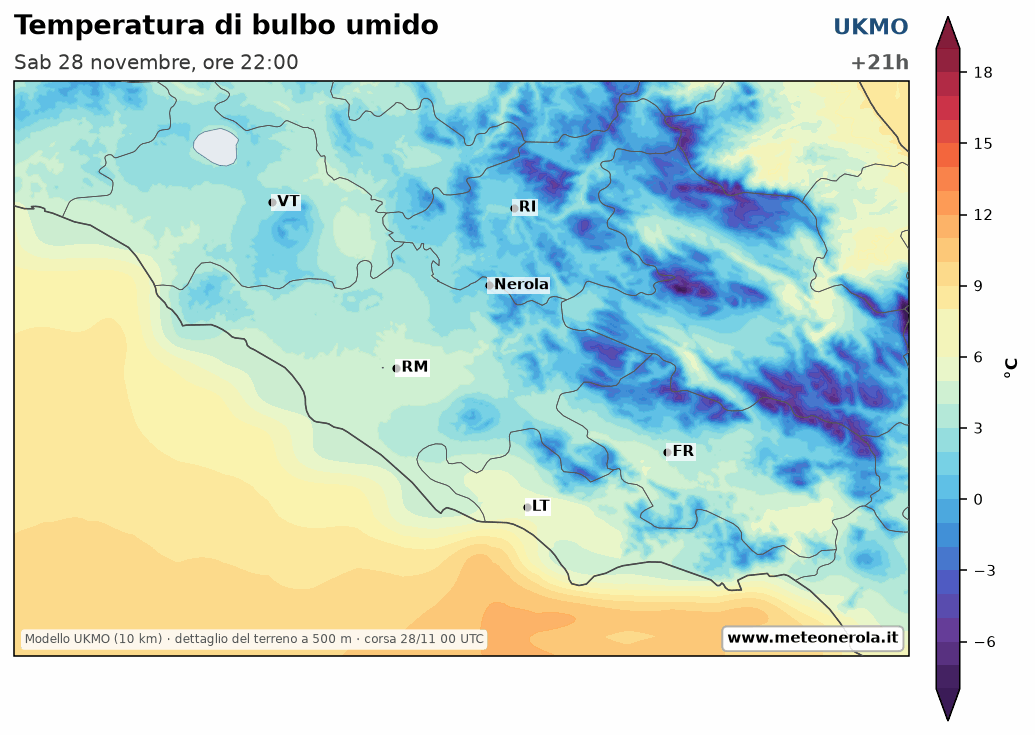 Temperatura di bulbo umido
UKMO
Sab 28 novembre, ore 22:00
+21h
VT
RI
Nerola
RM
FR
LT
18
15
12
9
6
3
0
−3
−6
°C
Modello UKMO (10 km) · dettaglio del terreno a 500 m · corsa 28/11 00 UTC
www.meteonerola.it